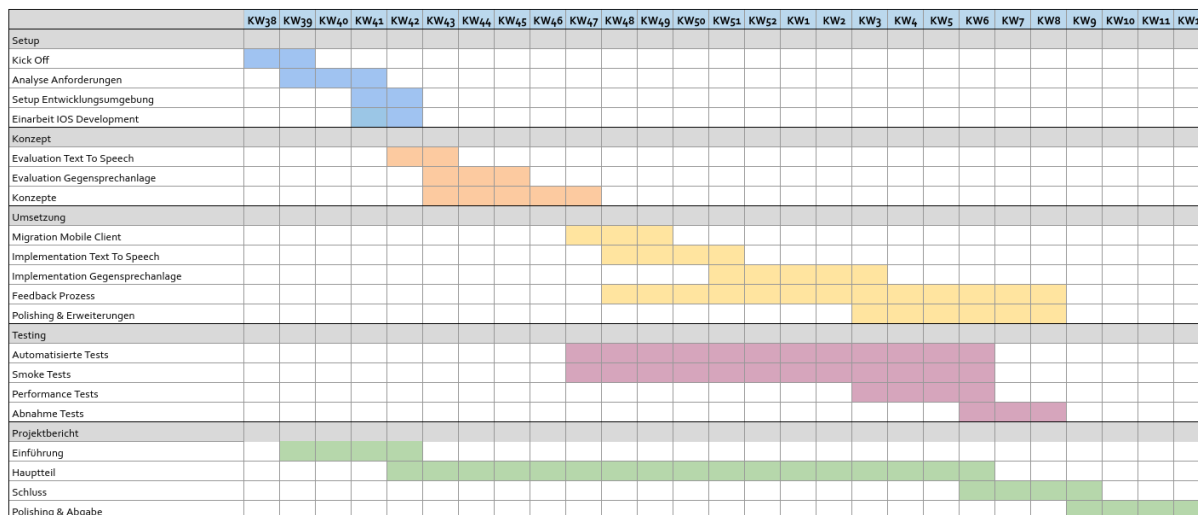 KW38 KW39 KW40 KW41 KW42 KW43 KW44 KW45 KW46 KW47 KW48 KW49 KW50 KW51 KW52 KW1 KW2 KW3 KW4 KW5 KW6 KW7 KW8 KW9 KW10 KW11
Setup
Kick Off
Analyse Anforderungen
Setup Entwicklungsumgebung
Einarbeit IOS Development
Konzept
Evaluation Text To Speech
Evaluation Gegensprechanlage
Konzepte
Umsetzung
Migration Mobile Client
Implementation Text To Speech
Implementation Gegensprechanlage
Feedback Prozess
Polishing & Erweiterungen
Testing
Automatisierte Tests
Smoke Tests
Performance Tests
Abnahme Tests
Projektbericht
Einführung
Hauptteil
Schluss
Polishing & Abgabe